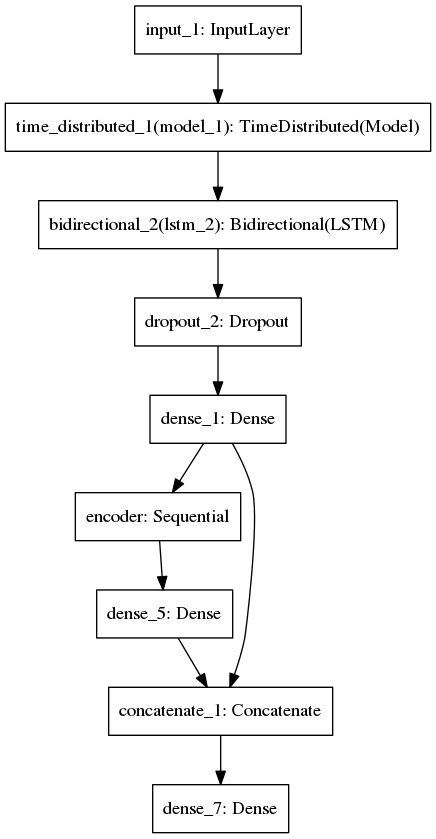 input_1: InputLayer
time_distributed_1(model_1): TimeDistributed(Model)
bidirectional_2(lstm_2): Bidirectional(LSTM)
dropout_2: Dropout
dense_1: Dense
encoder: Sequential
dense_5: Dense
concatenate_1: Concatenate
dense_7: Dense